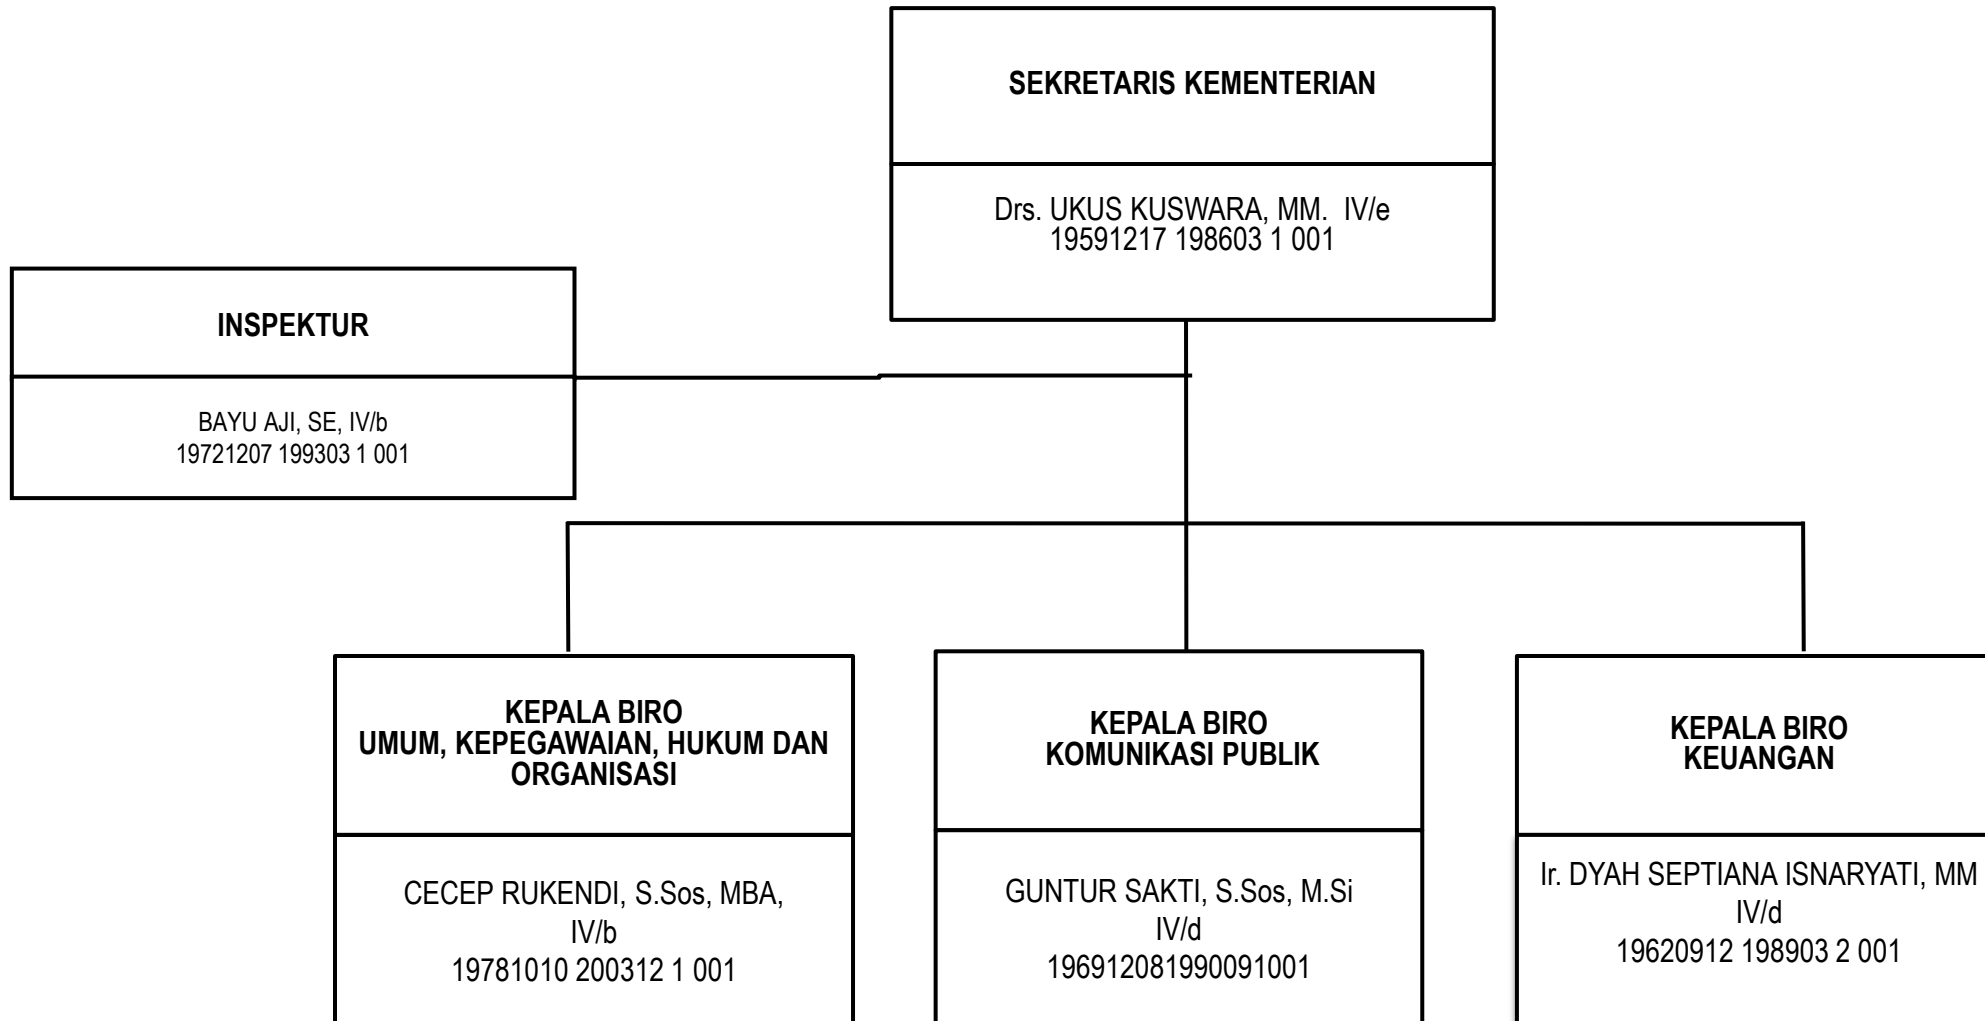 SEKRETARIS KEMENTERIAN
Drs. UKUS KUSWARA, MM.  IV/e
19591217 198603 1 001
INSPEKTUR
BAYU AJI, SE, IV/b
19721207 199303 1 001
KEPALA BIRO
UMUM, KEPEGAWAIAN, HUKUM DAN
ORGANISASI
CECEP RUKENDI, S.Sos, MBA,
IV/b
19781010 200312 1 001
KEPALA BIRO
KOMUNIKASI PUBLIK
GUNTUR SAKTI, S.Sos, M.Si
IV/d
196912081990091001
KEPALA BIRO
KEUANGAN
Ir. DYAH SEPTIANA ISNARYATI, MM
IV/d
19620912 198903 2 001